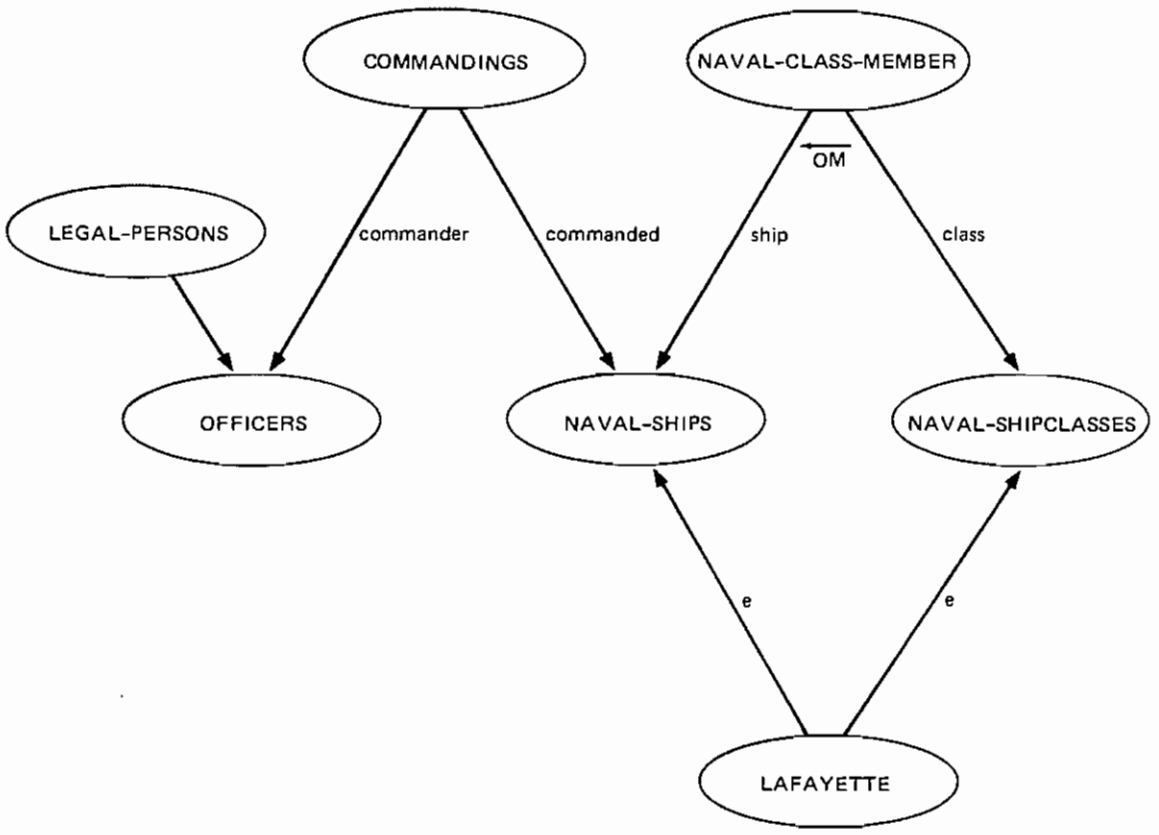 COMMANDINGS
NAVAL-CLASS-MEMBER
OM
LEGAL-PERSONS
commander
commanded
ship
class
OFFICERS
NAVAL-SHIPS
NAVAL-SHIPCLASSES
e
e
LAFAYETTE